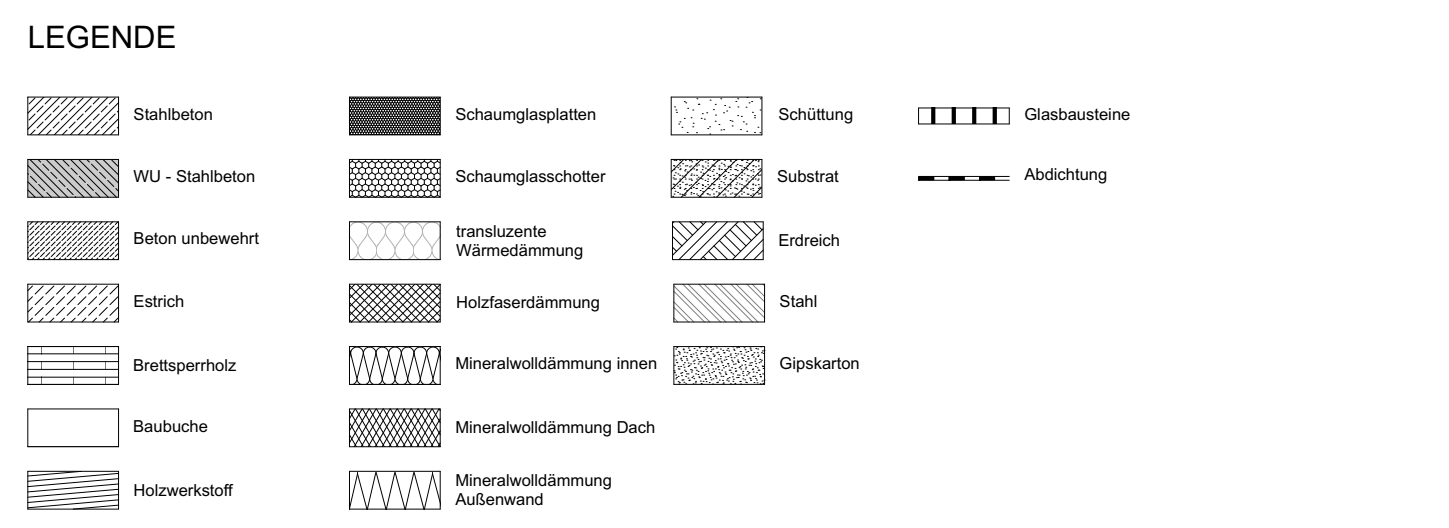 LEGENDE
Stahlbeton
WU - Stahlbeton
Beton unbewehrt
Estrich
Brettsperrholz
Baubuche
Holzwerkstoff
Schaumglasplatten
Schaumglasschotter
transluzente
Wärmedämmung
Holzfaserdämmung
Mineralwolldämmung innen
Mineralwolldämmung Dach
Mineralwolldämmung
Außenwand
Schüttung
Substrat
Erdreich
Stahl
Gipskarton
Glasbausteine
Abdichtung